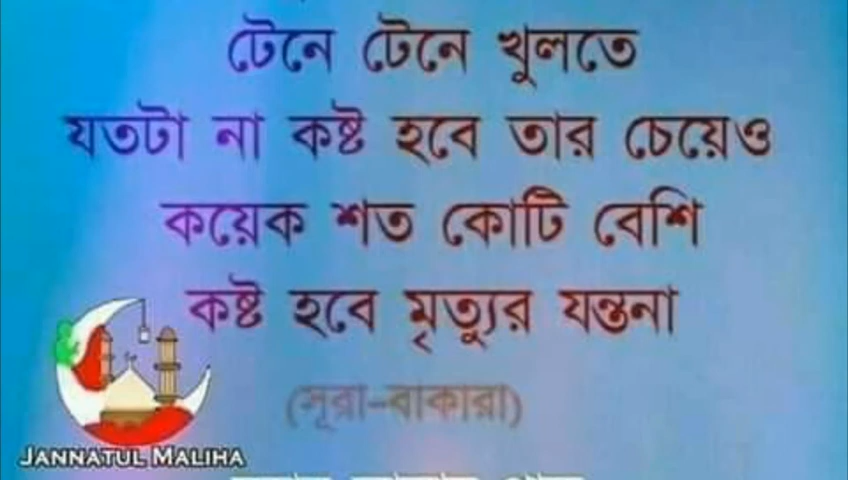 টেনে টেনে খুলতে
যতটা না কষ্ট হবে তার চেয়েও
কয়েক শত কোটি বেশি
কষ্ট হবে মৃত্যুর যন্তনা
(সূরা-বাকারা)
JANNATUL MALIHA